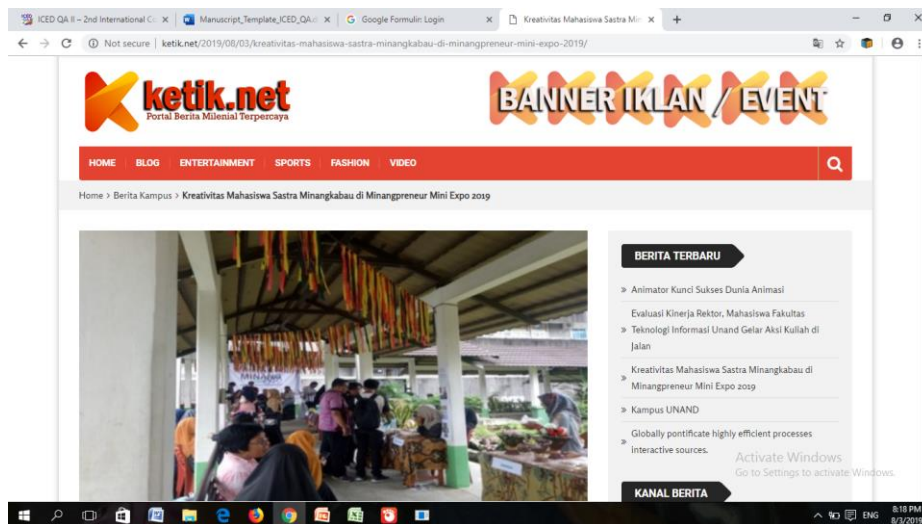 ICED QA II – 2nd International Co
Manuscript_Template_ICED_QA.d
Google Formulir: Login
Kreativitas Mahasiswa Sastra Min
Not secure | ketik.net/2019/08/03/kreativitas-mahasiswa-sastra-minangkabau-di-minangpreneur-mini-expo-2019/
ketik.net
Portal Berita Milenial Terpercaya
BANNER IKLAN / EVENT
HOME BLOG ENTERTAINMENT SPORTS FASHION VIDEO
Home > Berita Kampus > Kreativitas Mahasiswa Sastra Minangkabau di Minangpreneur Mini Expo 2019
MINANG
BERITA TERBARU
» Animator Kunci Sukses Dunia Animasi
Evaluasi Kinerja Rektor, Mahasiswa Fakultas
» Teknologi Informasi Unand Gelar Aksi Kuliah di
Jalan
Kreativitas Mahasiswa Sastra Minangkabau di
» Minangpreneur Mini Expo 2019
» Kampus UNAND
Globally pontificate highly efficient processes
» interactive sources.
Activate Windows
Go to Settings to activate Windows.
KANAL BERITA
ENG
8:18 PM
8/3/2019